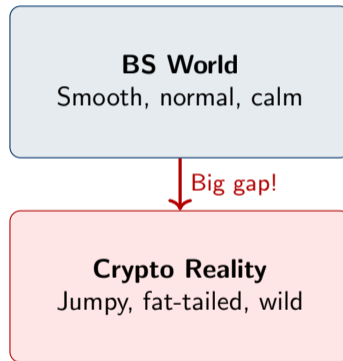 BS World
Smooth, normal, calm
Big gap!
Crypto Reality
Jumpy, fat-tailed, wild